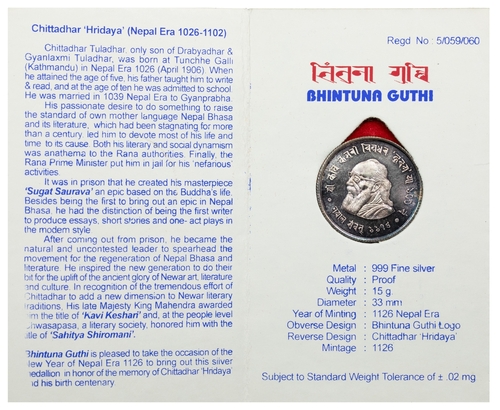 Chittadhar 'Hridaya' (Nepal Era 1026-1102)
Chittadhar Tuladhar, only son of Drabyadhar &
Gyanlaxmi Tuladhar, was born at Tunchhe Galli
(Kathmandu) in Nepal Era 1026 (April 1906). When
he attained the age of five, his father taught him to write
& read, and at the age of ten he was admitted to school.
He was married in 1039 Nepal Era to Gyanprabha.
His passionate desire to do something to raise
the standard of own mother language Nepal Bhasa
and its literature, which had been stagnating for more
than a century, led him to devote most of his life and
time to its cause. Both his literary and social dynamism
was anathema to the Rana authorities. Finally, the
Rana Prime Minister put him in jail for his 'nefarious'
activities.
It was in prison that he created his masterpiece
'Sugat Saurava' an epic based on the Buddha's life.
Besides being the first to bring out an epic in Nepal
Bhasa, he had the distinction of being the first writer
to produce essays, short stories and one- act plays in
the modern style
After coming out from prison, he became the
natural and uncontested leader to spearhead the
movement for the regeneration of Nepal Bhasa and
literature. He inspired the new generation to do their
bit for the uplift of the ancient glory of Newar art, literature
and culture. In recognition of the tremendous effort of
Chittadhar to add a new dimension to Newar literary
traditions. His late Majesty King Mahendra awarded
him the title of 'Kavi Keshari' and, at the people level
Chwasapasa, a literary society, honored him with the
title of 'Sahitya Shiromani'.
Bhintuna Guthi is pleased to take the occasion of the
New Year of Nepal Era 1126 to bring out this silver
medallion in honor of the memory of Chittadhar 'Hridaya'
and his birth centenary.
Regd No : 5/059/060
BHINTUNA GUTHI
Metal : 999 Fine silver
Quality : Proof
Weight : 15 g.
Diameter : 33 mm
Year of Minting : 1126 Nepal Era
Obverse Design : Bhintuna Guthi Logo
Reverse Design : Chittadhar 'Hridaya'
Mintage : 1126
Subject to Standard Weight Tolerance of ± .02 mg.